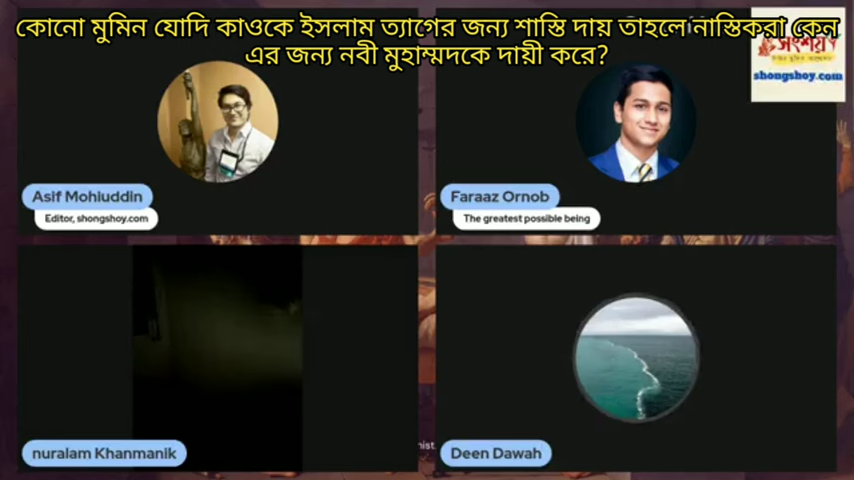 কোনো মুমিন যোদি কাওকে ইসলাম ত্যাগের জন্য শাস্তি দায় তাহলে নাস্তিকরা কেন
এর জন্য নবী মুহাম্মদকে দায়ী করে?
সংশয়
shongshoy.com
Asif Mohiuddin
Editor, shongshoy.com
Faraaz Ornob
The greatest possible being
nuralam Khanmanik
Deen Dawah